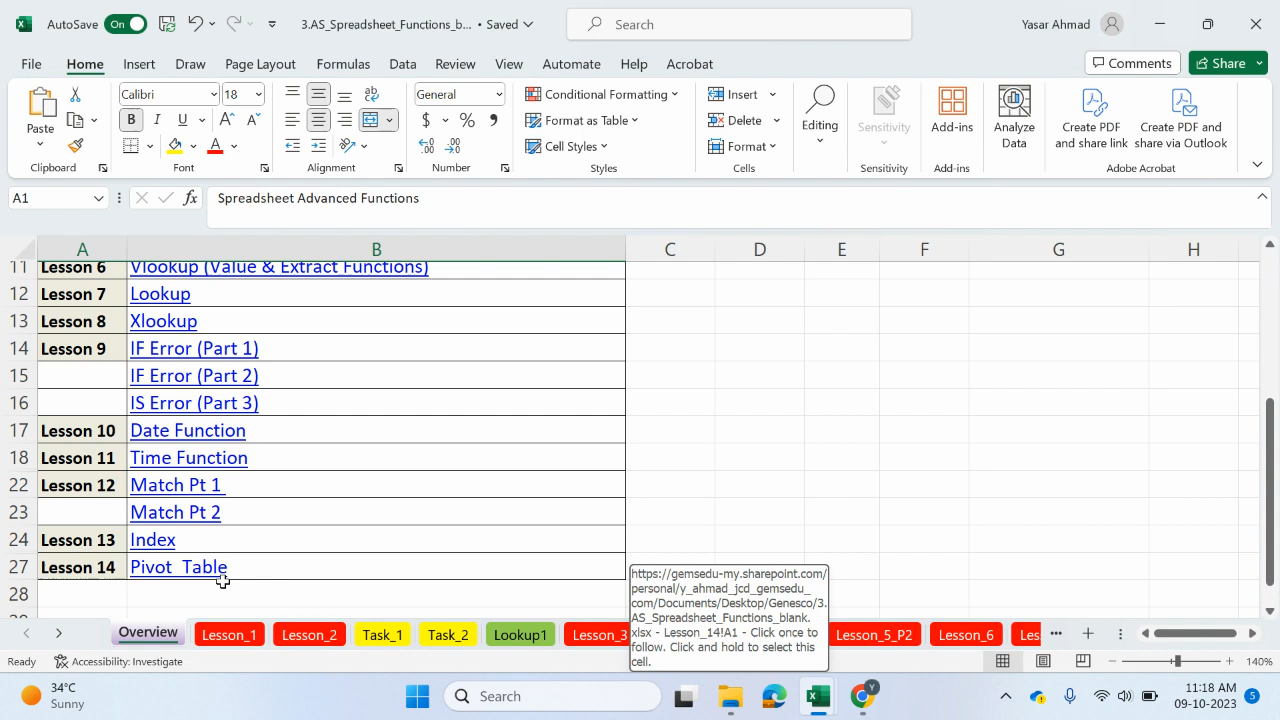 AutoSave On 3.AS_Spreadsheet_Functions_b... • Saved Search Yasar Ahmad
File Home Insert Draw Page Layout Formulas Data Review View Automate Help Acrobat Comments Share
Paste Calibri 18 B I U A A General $ % 9 Conditional Formatting Format as Table Cell Styles Insert Delete Format Editing Sensitivity Add-ins Analyze Data Create PDF and share link Create PDF and share via Outlook
Clipboard Font Alignment Number Styles Cells Sensitivity Add-ins Adobe Acrobat
A1 fx Spreadsheet Advanced Functions
A B C D E F G H
11 Lesson 6 Vlookup (Value & Extract Functions)
12 Lesson 7 Lookup
13 Lesson 8 Xlookup
14 Lesson 9 IF Error (Part 1)
15 IF Error (Part 2)
16 IS Error (Part 3)
17 Lesson 10 Date Function
18 Lesson 11 Time Function
22 Lesson 12 Match Pt 1
23 Match Pt 2
24 Lesson 13 Index
27 Lesson 14 Pivot Table
28
https://gemsedu-my.sharepoint.com/
personal/y_ahmad_jcd_gemsedu_
com/Documents/Desktop/Genesco/3.
AS_Spreadsheet_Functions_blank.
xlsx - Lesson_14!A1 - Click once to
follow. Click and hold to select this
cell.
Overview Lesson_1 Lesson_2 Task_1 Task_2 Lookup1 Lesson_3 Lesson_5_P2 Lesson_6 Les
Ready Accessibility: Investigate 140%
34°C
Sunny
Search
Y
11:18 AM
09-10-2023
5